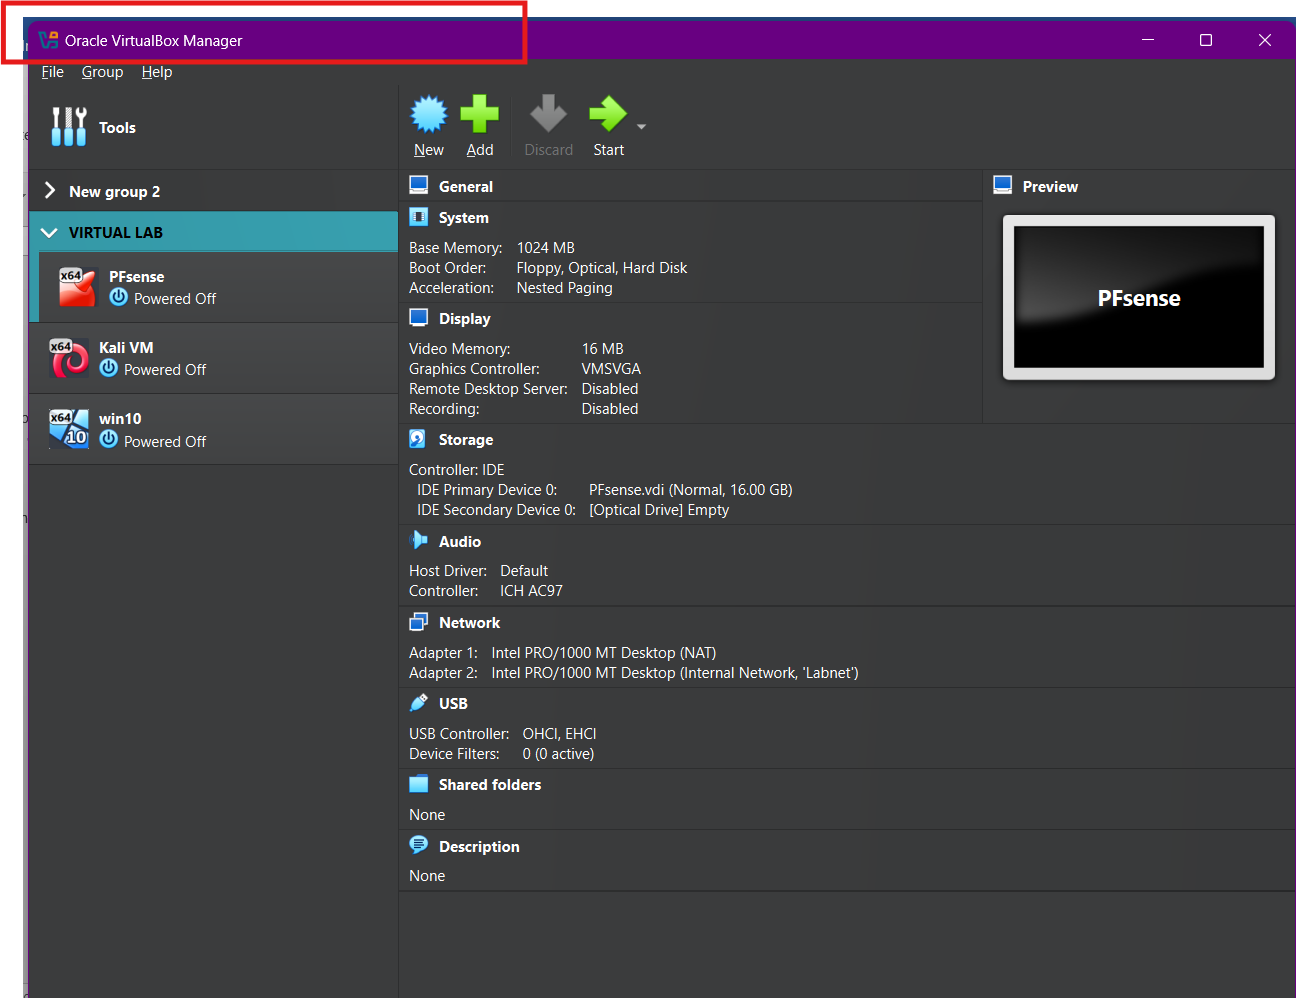 Oracle VirtualBox Manager
File Group Help
Tools
New Add Discard Start
New group 2
VIRTUAL LAB
x64
PFsense
Powered Off
x64
Kali VM
Powered Off
x64
10
win10
Powered Off
General
System
Base Memory: 1024 MB
Boot Order: Floppy, Optical, Hard Disk
Acceleration: Nested Paging
Display
Video Memory: 16 MB
Graphics Controller: VMSVGA
Remote Desktop Server: Disabled
Recording: Disabled
Preview
PFsense
Storage
Controller: IDE
IDE Primary Device 0: PFsense.vdi (Normal, 16.00 GB)
IDE Secondary Device 0: [Optical Drive] Empty
Audio
Host Driver: Default
Controller: ICH AC97
Network
Adapter 1: Intel PRO/1000 MT Desktop (NAT)
Adapter 2: Intel PRO/1000 MT Desktop (Internal Network, 'Labnet')
USB
USB Controller: OHCI, EHCI
Device Filters: 0 (0 active)
Shared folders
None
Description
None